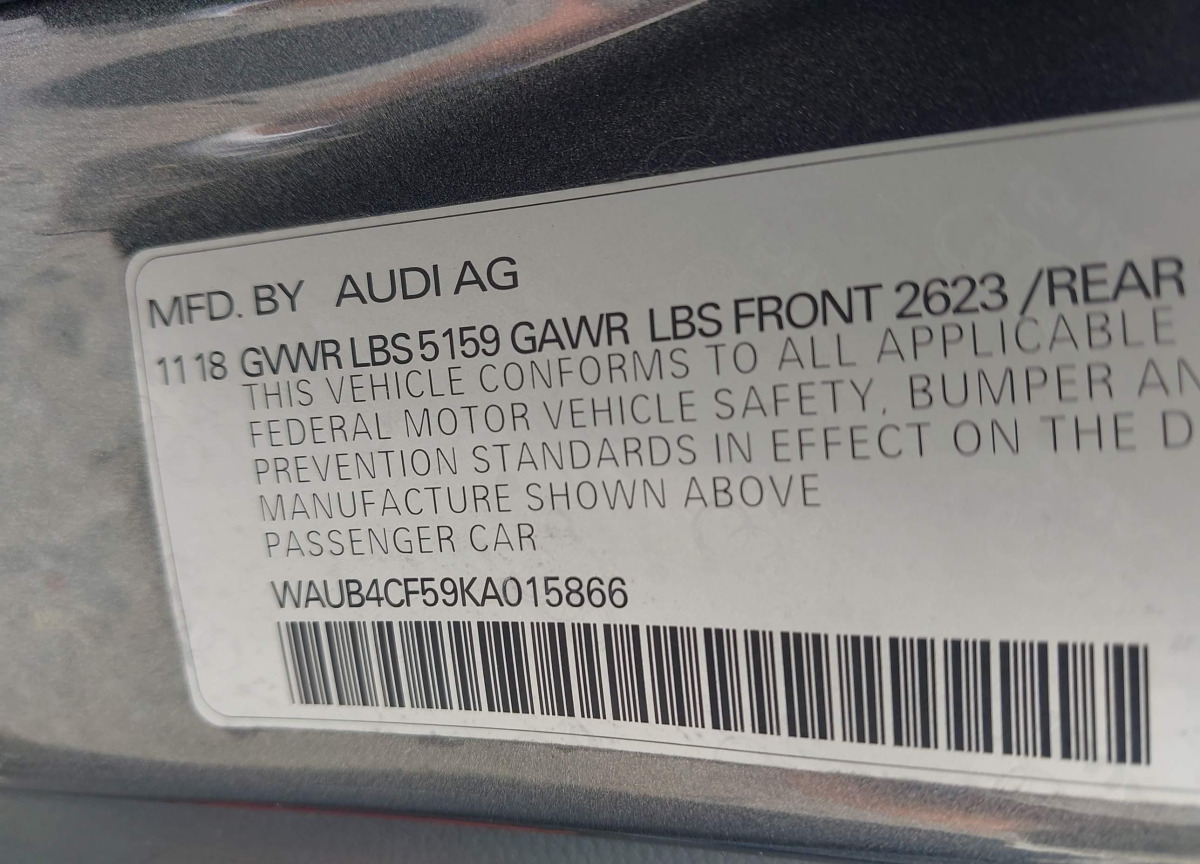 MFD. BY AUDI AG
1118 GVWR LBS 5159 GAWR LBS FRONT 2623 /REAR
THIS VEHICLE CONFORMS TO ALL APPLICABLE
FEDERAL MOTOR VEHICLE SAFETY, BUMPER AN
PREVENTION STANDARDS IN EFFECT ON THE D
MANUFACTURE SHOWN ABOVE
PASSENGER CAR
WAUB4CF59KA015866